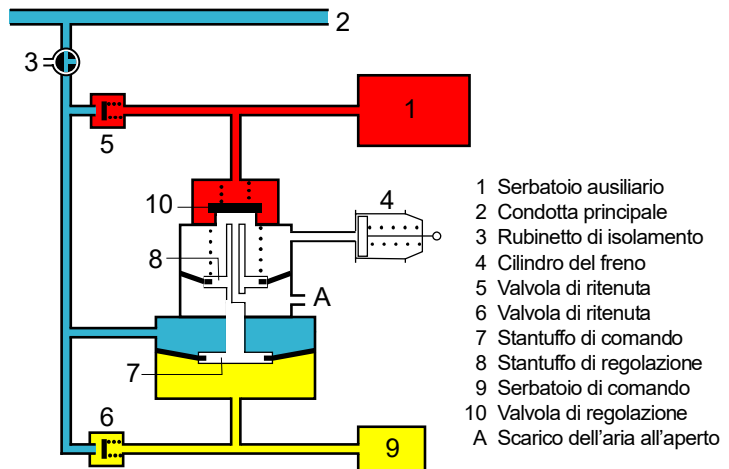 2
3
5
1
10
4
8
A
7
6
9
1 Serbatoio ausiliario
2 Condotta principale
3 Rubinetto di isolamento
4 Cilindro del freno
5 Valvola di ritenuta
6 Valvola di ritenuta
7 Stantuffo di comando
8 Stantuffo di regolazione
9 Serbatoio di comando
10 Valvola di regolazione
A Scarico dell'aria all'aperto